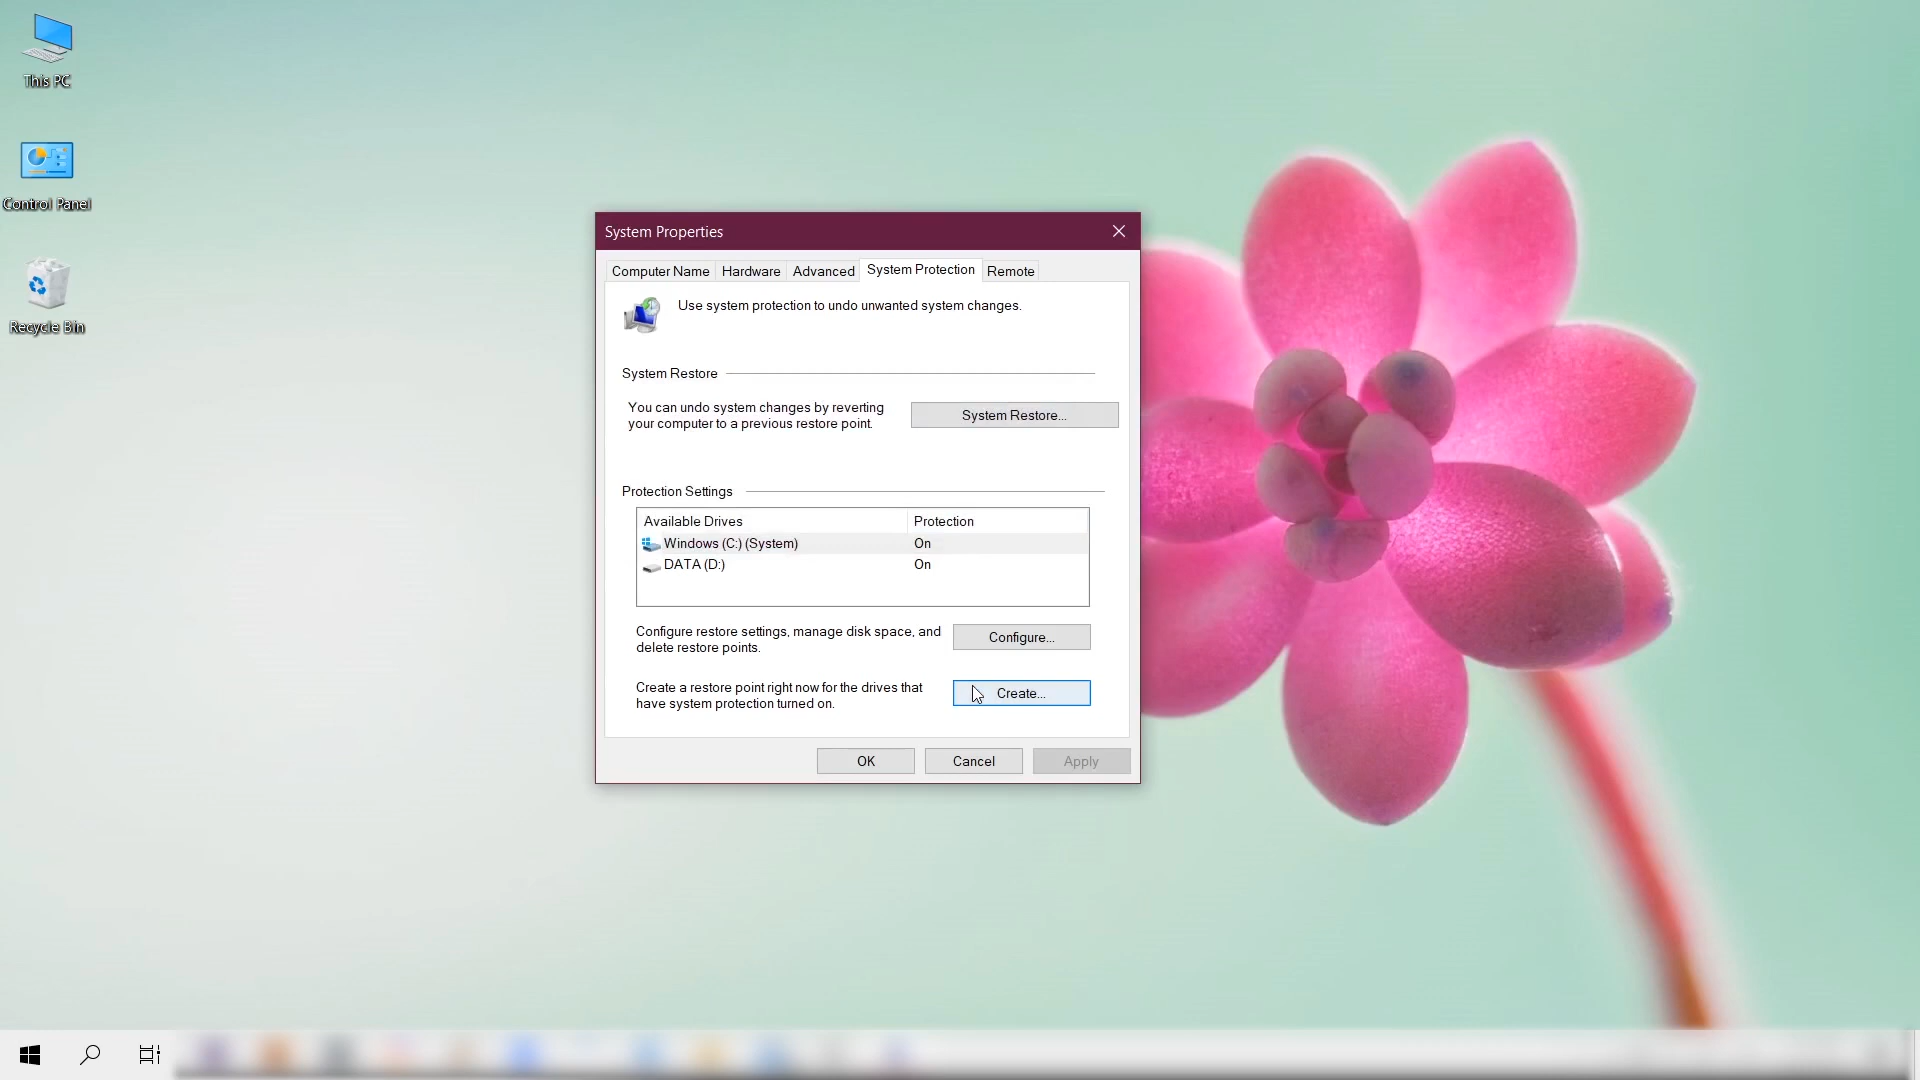 This PC
Control Panel
Recycle Bin
System Properties
Computer Name
Hardware
Advanced
System Protection
Remote
Use system protection to undo unwanted system changes.
System Restore
You can undo system changes by reverting
your computer to a previous restore point.
System Restore...
Protection Settings
Available Drives
Protection
Windows (C:) (System)
On
DATA (D:)
On
Configure restore settings, manage disk space, and
delete restore points.
Configure...
Create a restore point right now for the drives that
have system protection turned on.
Create...
OK
Cancel
Apply